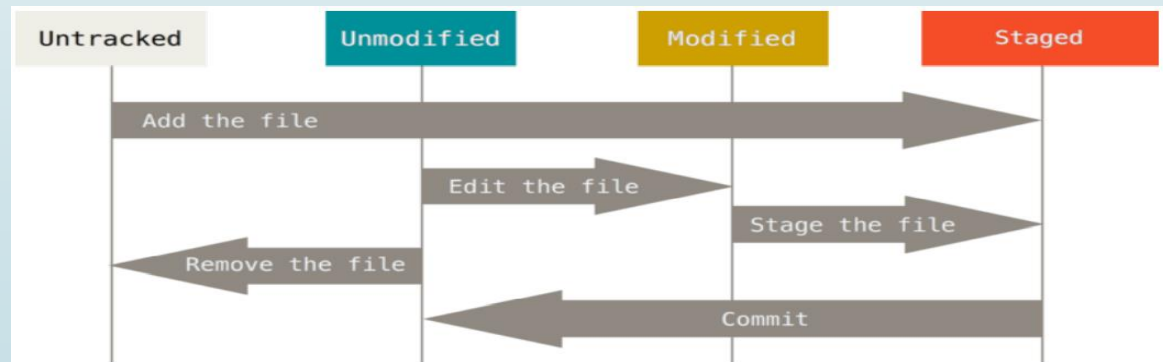 Untracked
Unmodified
Modified
Staged
Add the file
Edit the file
Stage the file
Remove the file
Commit